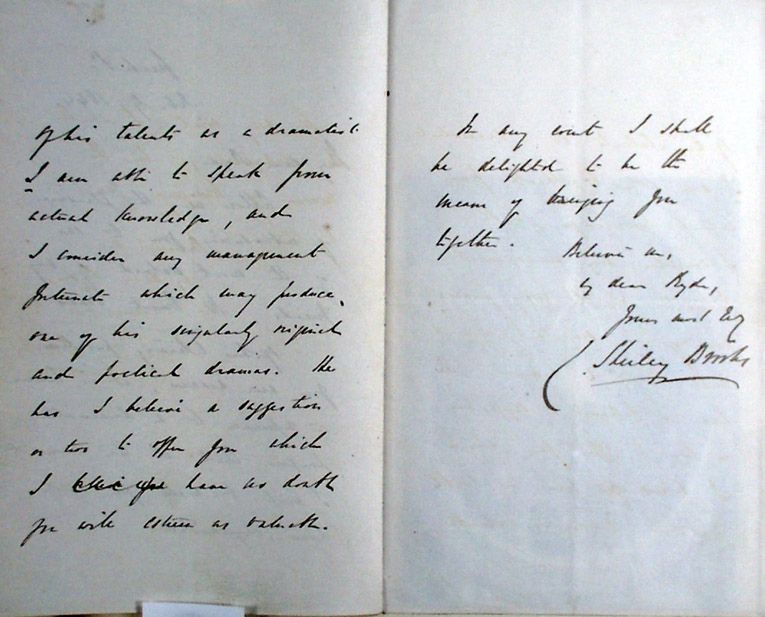 of his talents as a dramatist.
I am able to speak from
actual knowledge, and
I consider any management
fortunate which may produce
one of his singularly original
and poetical dramas. He
has I believe a suggestion
or two to offer you which
I have no doubt
you will esteem as valuable.
In any event I shall
be delighted to be the
means of bringing you
together.
Believe me,
my dear Ryder,
Yours most truly
Shirley Brooks